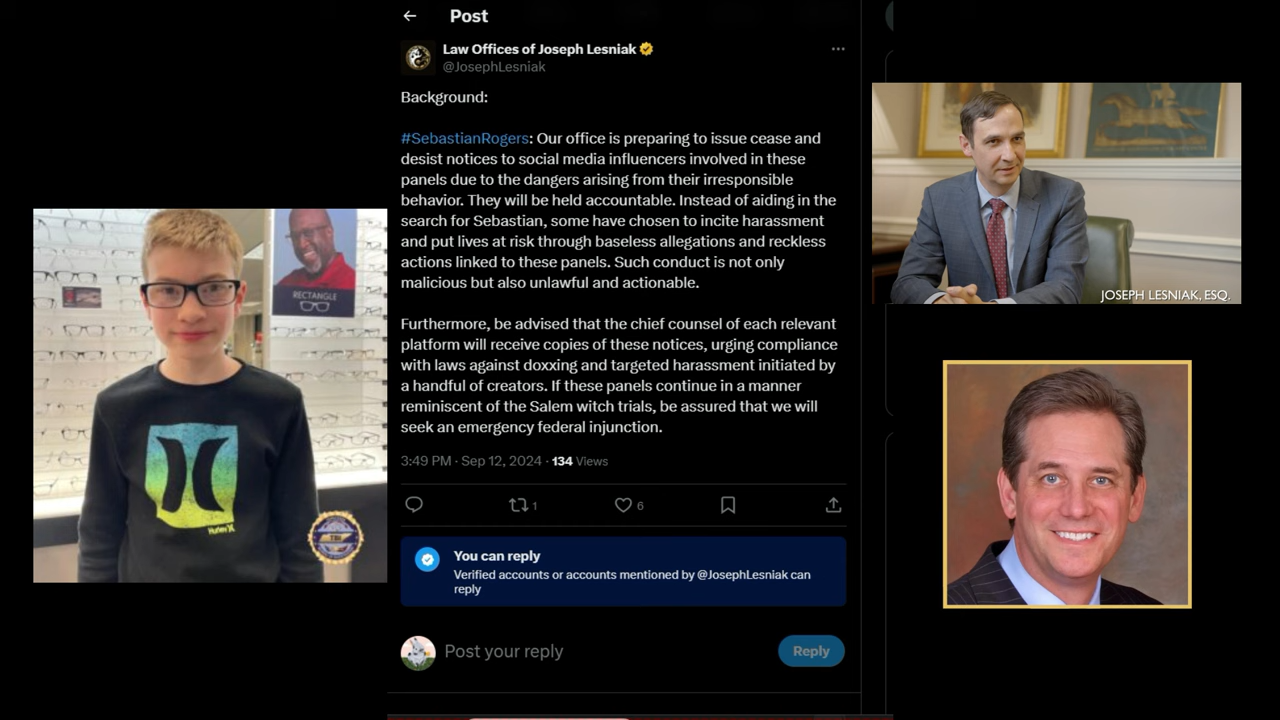 Post
Law Offices of Joseph Lesniak
@JosephLesniak
Background:
#SebastianRogers: Our office is preparing to issue cease and
desist notices to social media influencers involved in these
panels due to the dangers arising from their irresponsible
behavior. They will be held accountable. Instead of aiding in the
search for Sebastian, some have chosen to incite harassment
and put lives at risk through baseless allegations and reckless
actions linked to these panels. Such conduct is not only
malicious but also unlawful and actionable.
Furthermore, be advised that the chief counsel of each relevant
platform will receive copies of these notices, urging compliance
with laws against doxxing and targeted harassment initiated by
a handful of creators. If these panels continue in a manner
reminiscent of the Salem witch trials, be assured that we will
seek an emergency federal injunction.
3:49 PM · Sep 12, 2024 · 134 Views
1
6
You can reply
Verified accounts or accounts mentioned by @JosephLesniak can
reply
Post your reply
Reply
RECTANGLE
Hurley
TBI
JOSEPH LESNIAK, ESQ.